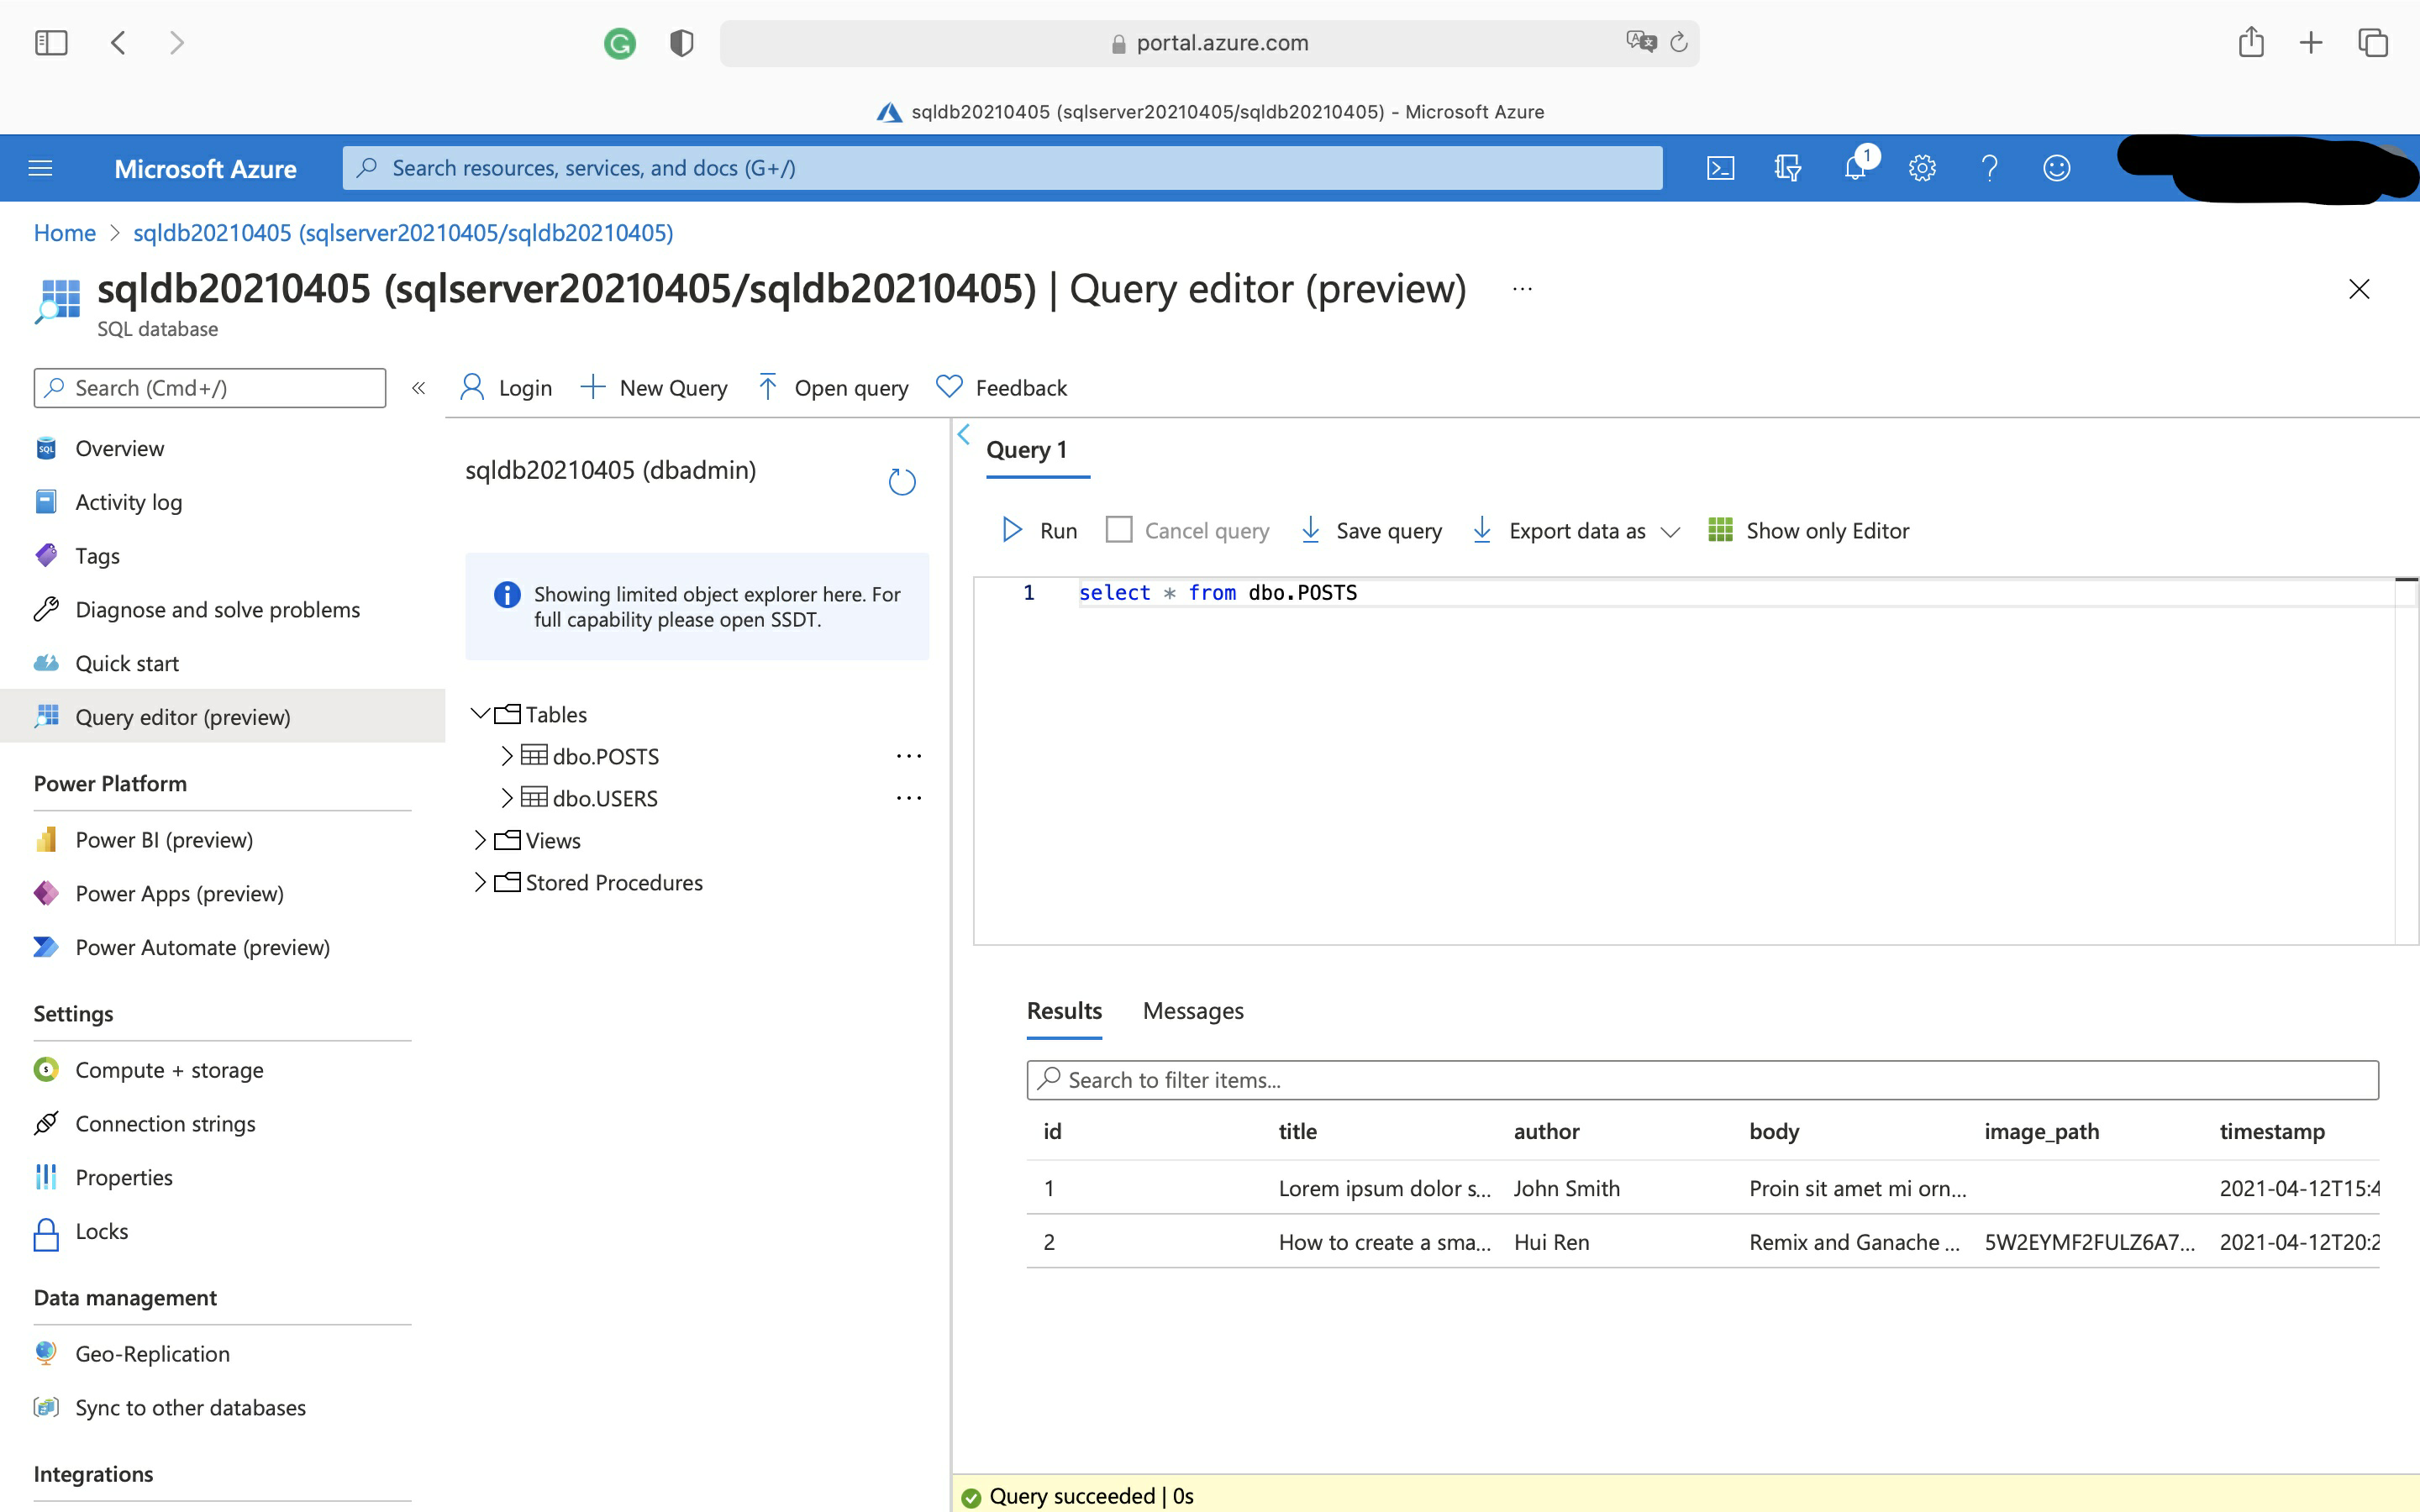 portal.azure.com
sqldb20210405 (sqlserver20210405/sqldb20210405) - Microsoft Azure
Microsoft Azure
Search resources, services, and docs (G+/)
1
Home > sqldb20210405 (sqlserver20210405/sqldb20210405)
sqldb20210405 (sqlserver20210405/sqldb20210405) | Query editor (preview) ...
SQL database
Search (Cmd+/)
«
Overview
Activity log
Tags
Diagnose and solve problems
Quick start
Query editor (preview)
Power Platform
Power BI (preview)
Power Apps (preview)
Power Automate (preview)
Settings
Compute + storage
Connection strings
Properties
Locks
Data management
Geo-Replication
Sync to other databases
Integrations
Login New Query Open query Feedback
sqldb20210405 (dbadmin)
Showing limited object explorer here. For
full capability please open SSDT.
Tables
dbo.POSTS ...
dbo.USERS ...
Views
Stored Procedures
Query 1
Run Cancel query Save query Export data as Show only Editor
1 select * from dbo.POSTS
Results Messages
Search to filter items...
id title author body image_path timestamp
1 Lorem ipsum dolor s... John Smith Proin sit amet mi orn... 2021-04-12T15:4
2 How to create a sma... Hui Ren Remix and Ganache ... 5W2EYMF2FULZ6A7... 2021-04-12T20:2
Query succeeded | 0s